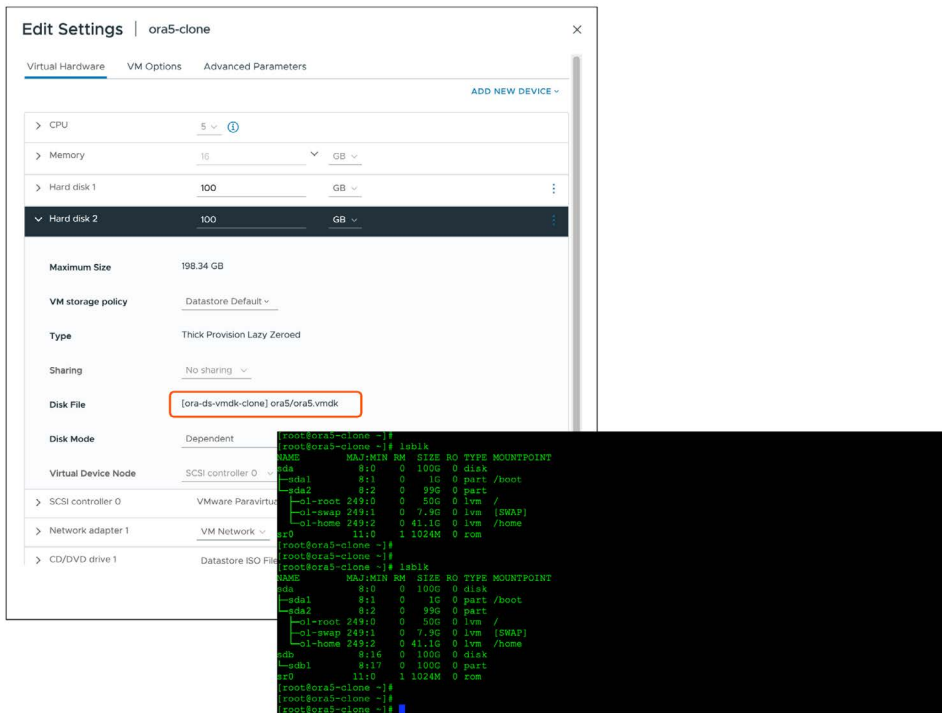 Edit Settings | ora5-clone
Virtual Hardware VM Options Advanced Parameters
ADD NEW DEVICE
CPU 5
Memory 16 GB
Hard disk 1 100 GB
Hard disk 2 100 GB
Maximum Size 198.34 GB
VM storage policy Datastore Default
Type Thick Provision Lazy Zeroed
Sharing No sharing
Disk File [ora-ds-vmdk-clone] ora5/ora5.vmdk
Disk Mode Dependent
Virtual Device Node SCSI controller 0
SCSI controller 0 VMware Paravirtua
Network adapter 1 VM Network
CD/DVD drive 1 Datastore ISO File
[root@ora5-clone ~]#
[root@ora5-clone ~]# lsblk
NAME MAJ:MIN RM SIZE RO TYPE MOUNTPOINT
sda 8:0 0 100G 0 disk
├─sda1 8:1 0 1G 0 part /boot
└─sda2 8:2 0 99G 0 part
├─ol-root 249:0 0 50G 0 lvm /
├─ol-swap 249:1 0 7.9G 0 lvm [SWAP]
└─ol-home 249:2 0 41.1G 0 lvm /home
sr0 11:0 1 1024M 0 rom
[root@ora5-clone ~]#
[root@ora5-clone ~]#
[root@ora5-clone ~]# lsblk
NAME MAJ:MIN RM SIZE RO TYPE MOUNTPOINT
sda 8:0 0 100G 0 disk
├─sda1 8:1 0 1G 0 part /boot
└─sda2 8:2 0 99G 0 part
├─ol-root 249:0 0 50G 0 lvm /
├─ol-swap 249:1 0 7.9G 0 lvm [SWAP]
└─ol-home 249:2 0 41.1G 0 lvm /home
sdb 8:16 0 100G 0 disk
└─sdb1 8:17 0 100G 0 part
sr0 11:0 1 1024M 0 rom
[root@ora5-clone ~]#
[root@ora5-clone ~]#
[root@ora5-clone ~]#